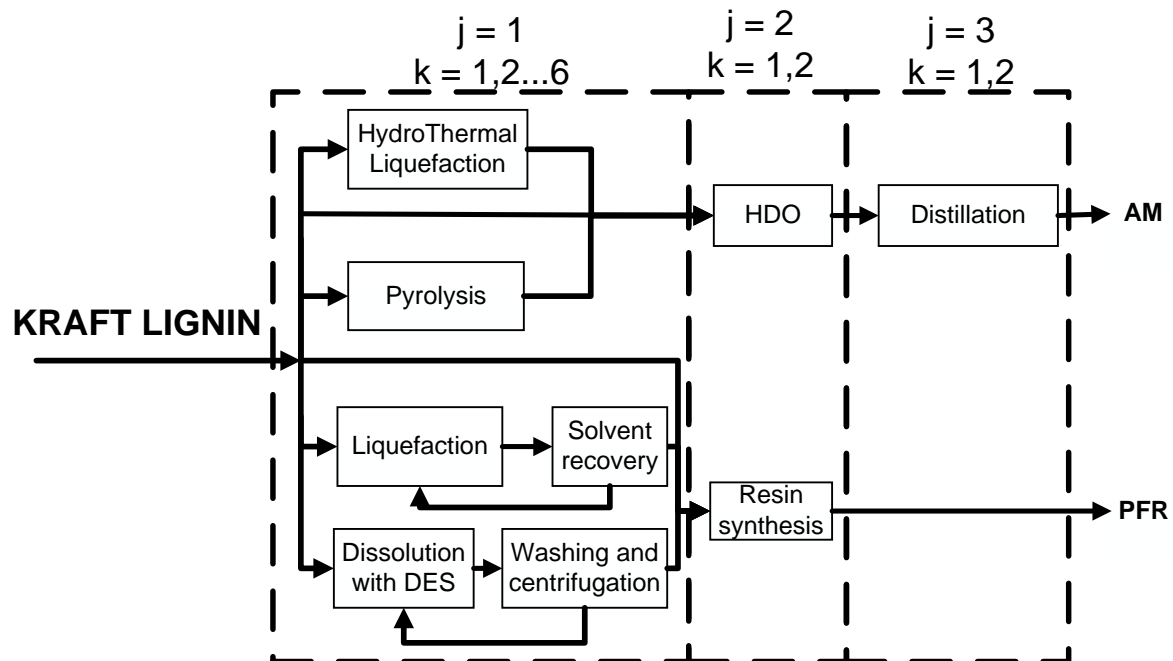 j = 1
k = 1,2...6
j = 2
k = 1,2
j = 3
k = 1,2
HydroThermal
Liquefaction
HDO
Distillation
AM
Pyrolysis
KRAFT LIGNIN
Liquefaction
Solvent
recovery
Resin
synthesis
PFR
Dissolution
with DES
Washing and
centrifugation